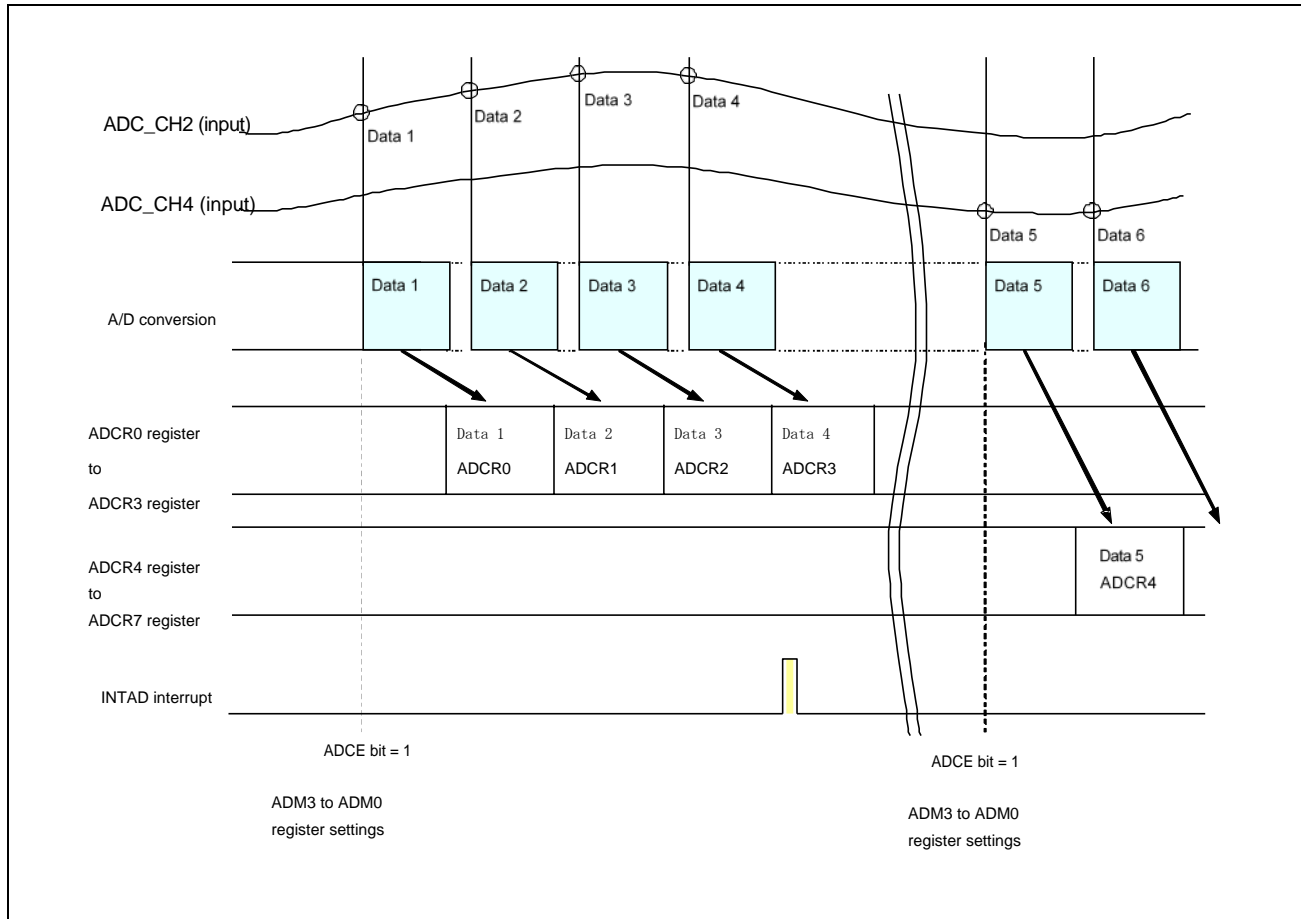 ADC_CH2 (input)
Data 1
Data 2
Data 3
Data 4
ADC_CH4 (input)
Data 5
Data 6
A/D conversion
Data 1
Data 2
Data 3
Data 4
Data 5
Data 6
ADCR0 register
to
ADCR3 register
Data 1
ADCR0
Data 2
ADCR1
Data 3
ADCR2
Data 4
ADCR3
ADCR4 register
to
ADCR7 register
Data 5
ADCR4
INTAD interrupt
ADCE bit = 1
ADM3 to ADM0
register settings
ADCE bit = 1
ADM3 to ADM0
register settings